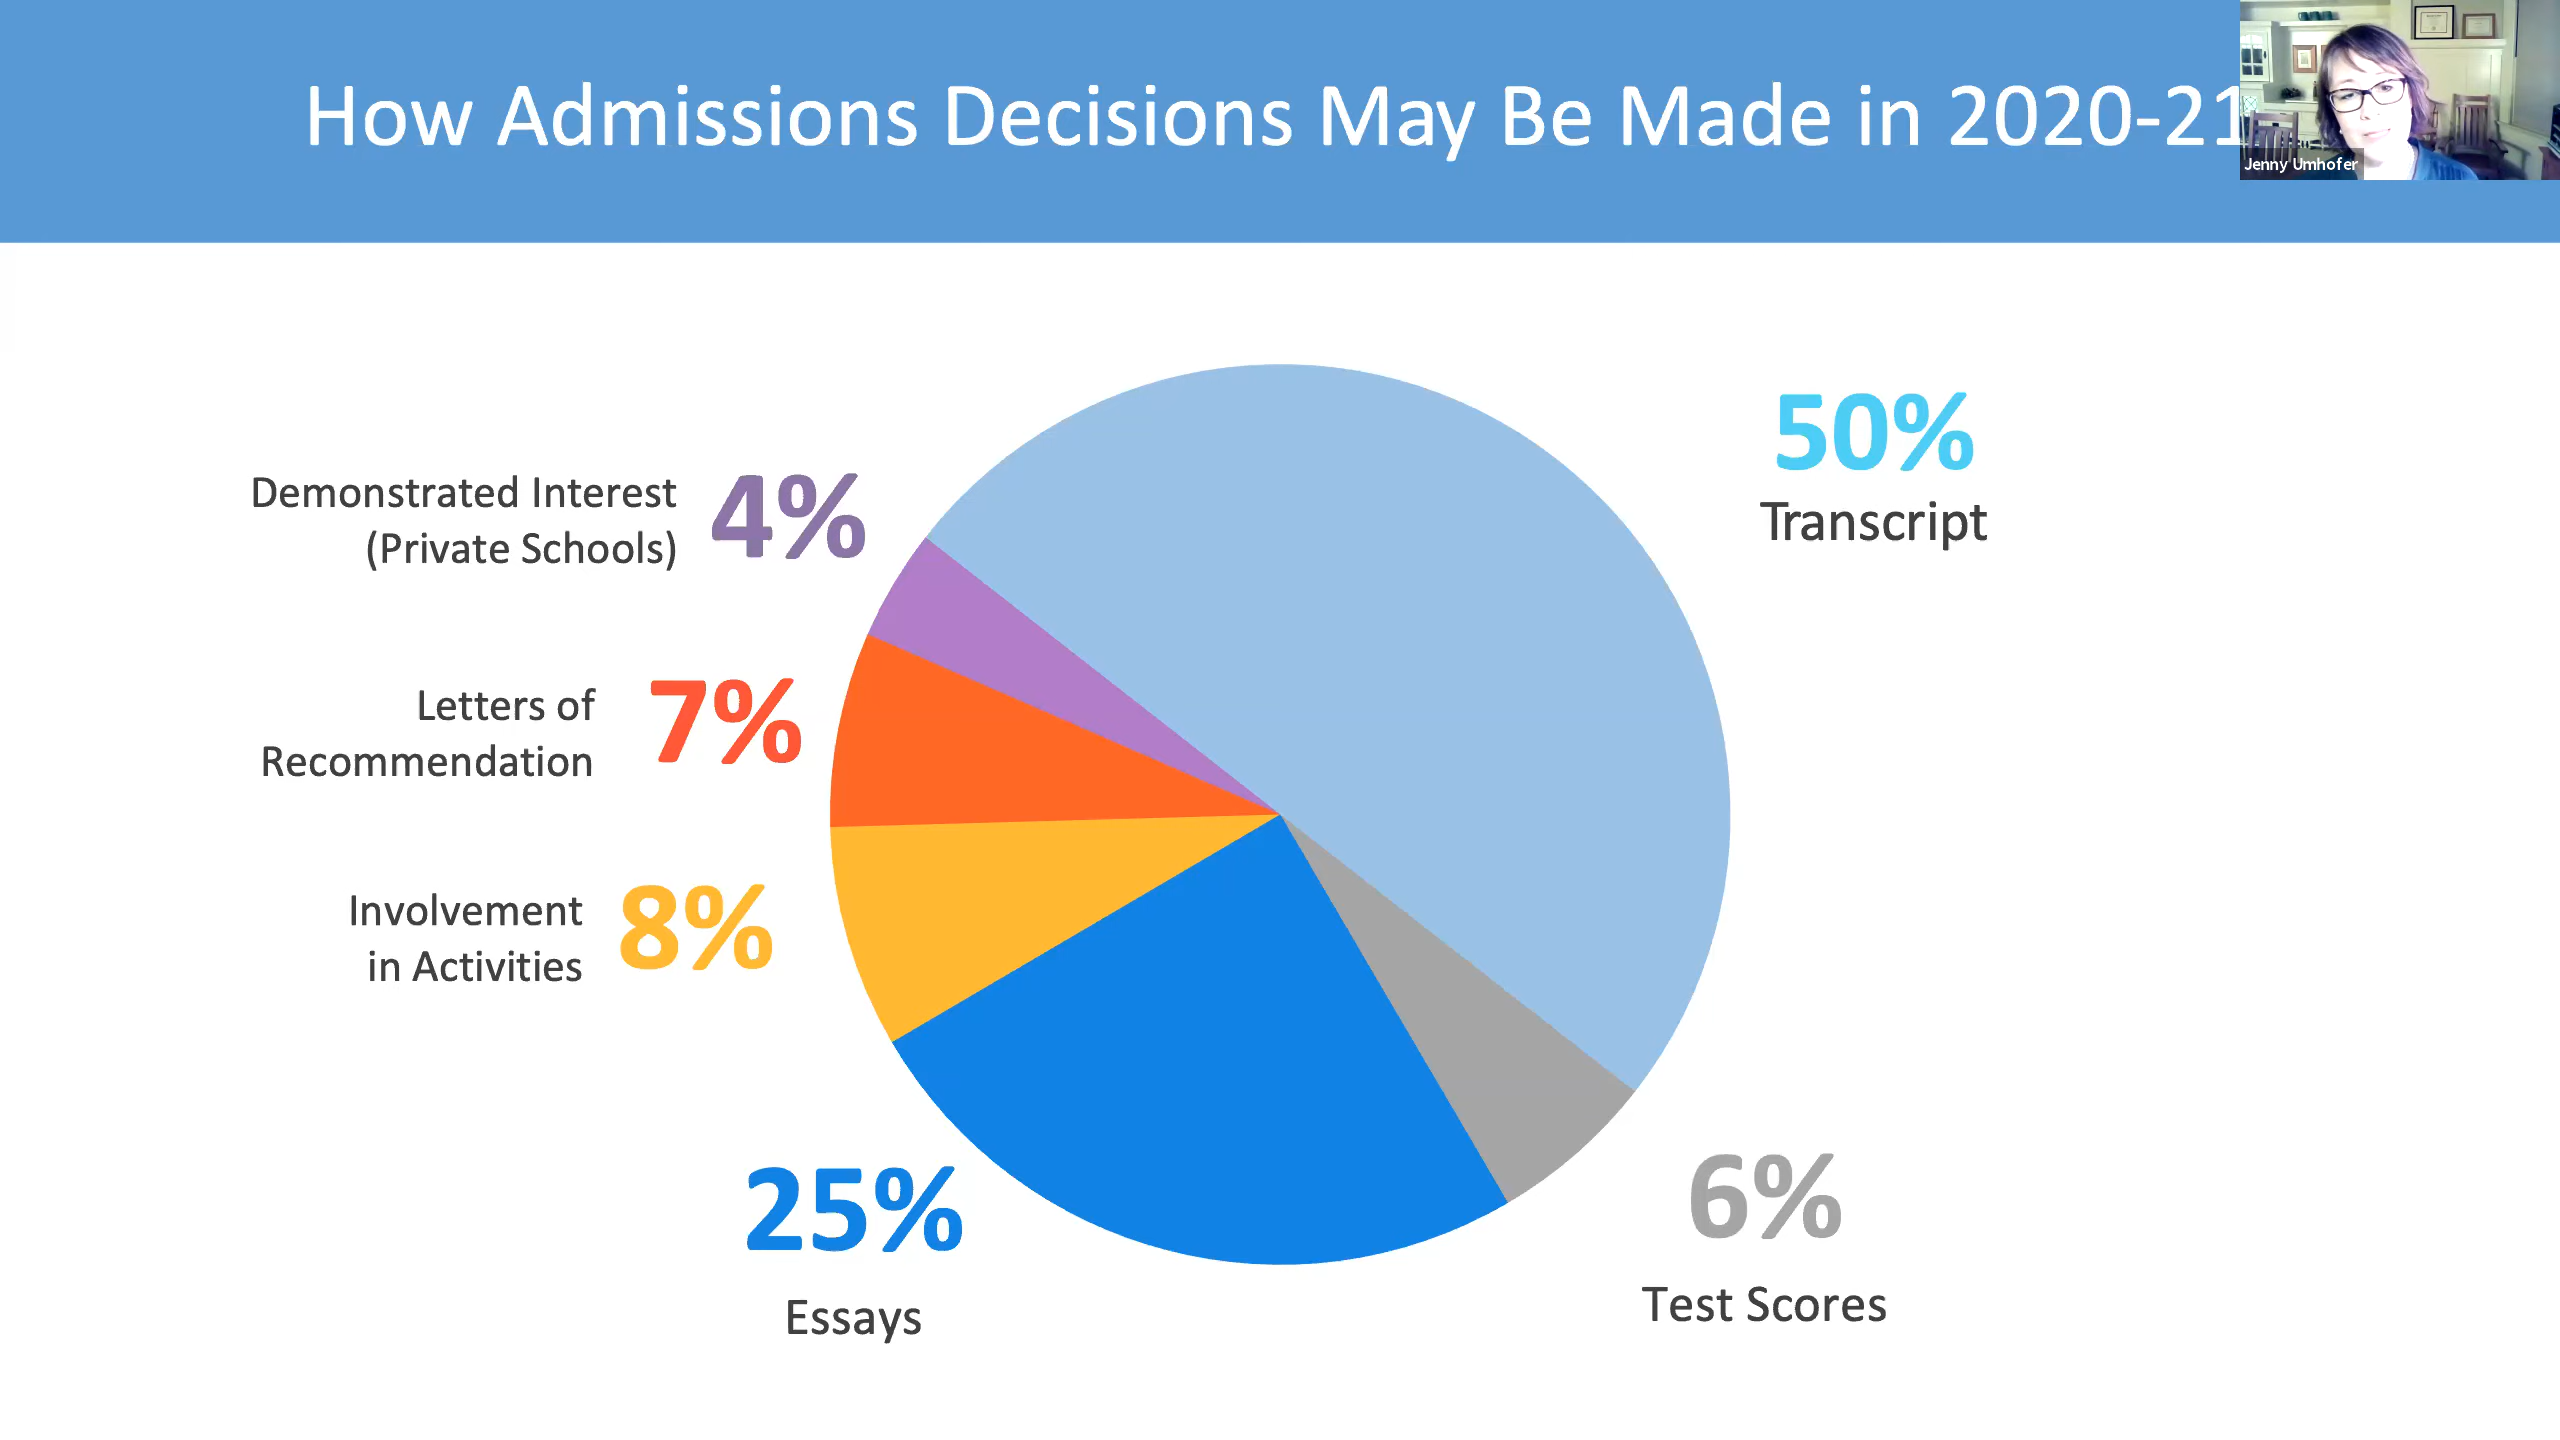 How Admissions Decisions May Be Made in 2020-21
Jenny Umhofer
50%
Transcript
Demonstrated Interest
(Private Schools)
4%
Letters of
Recommendation
7%
Involvement
in Activities
8%
25%
Essays
6%
Test Scores